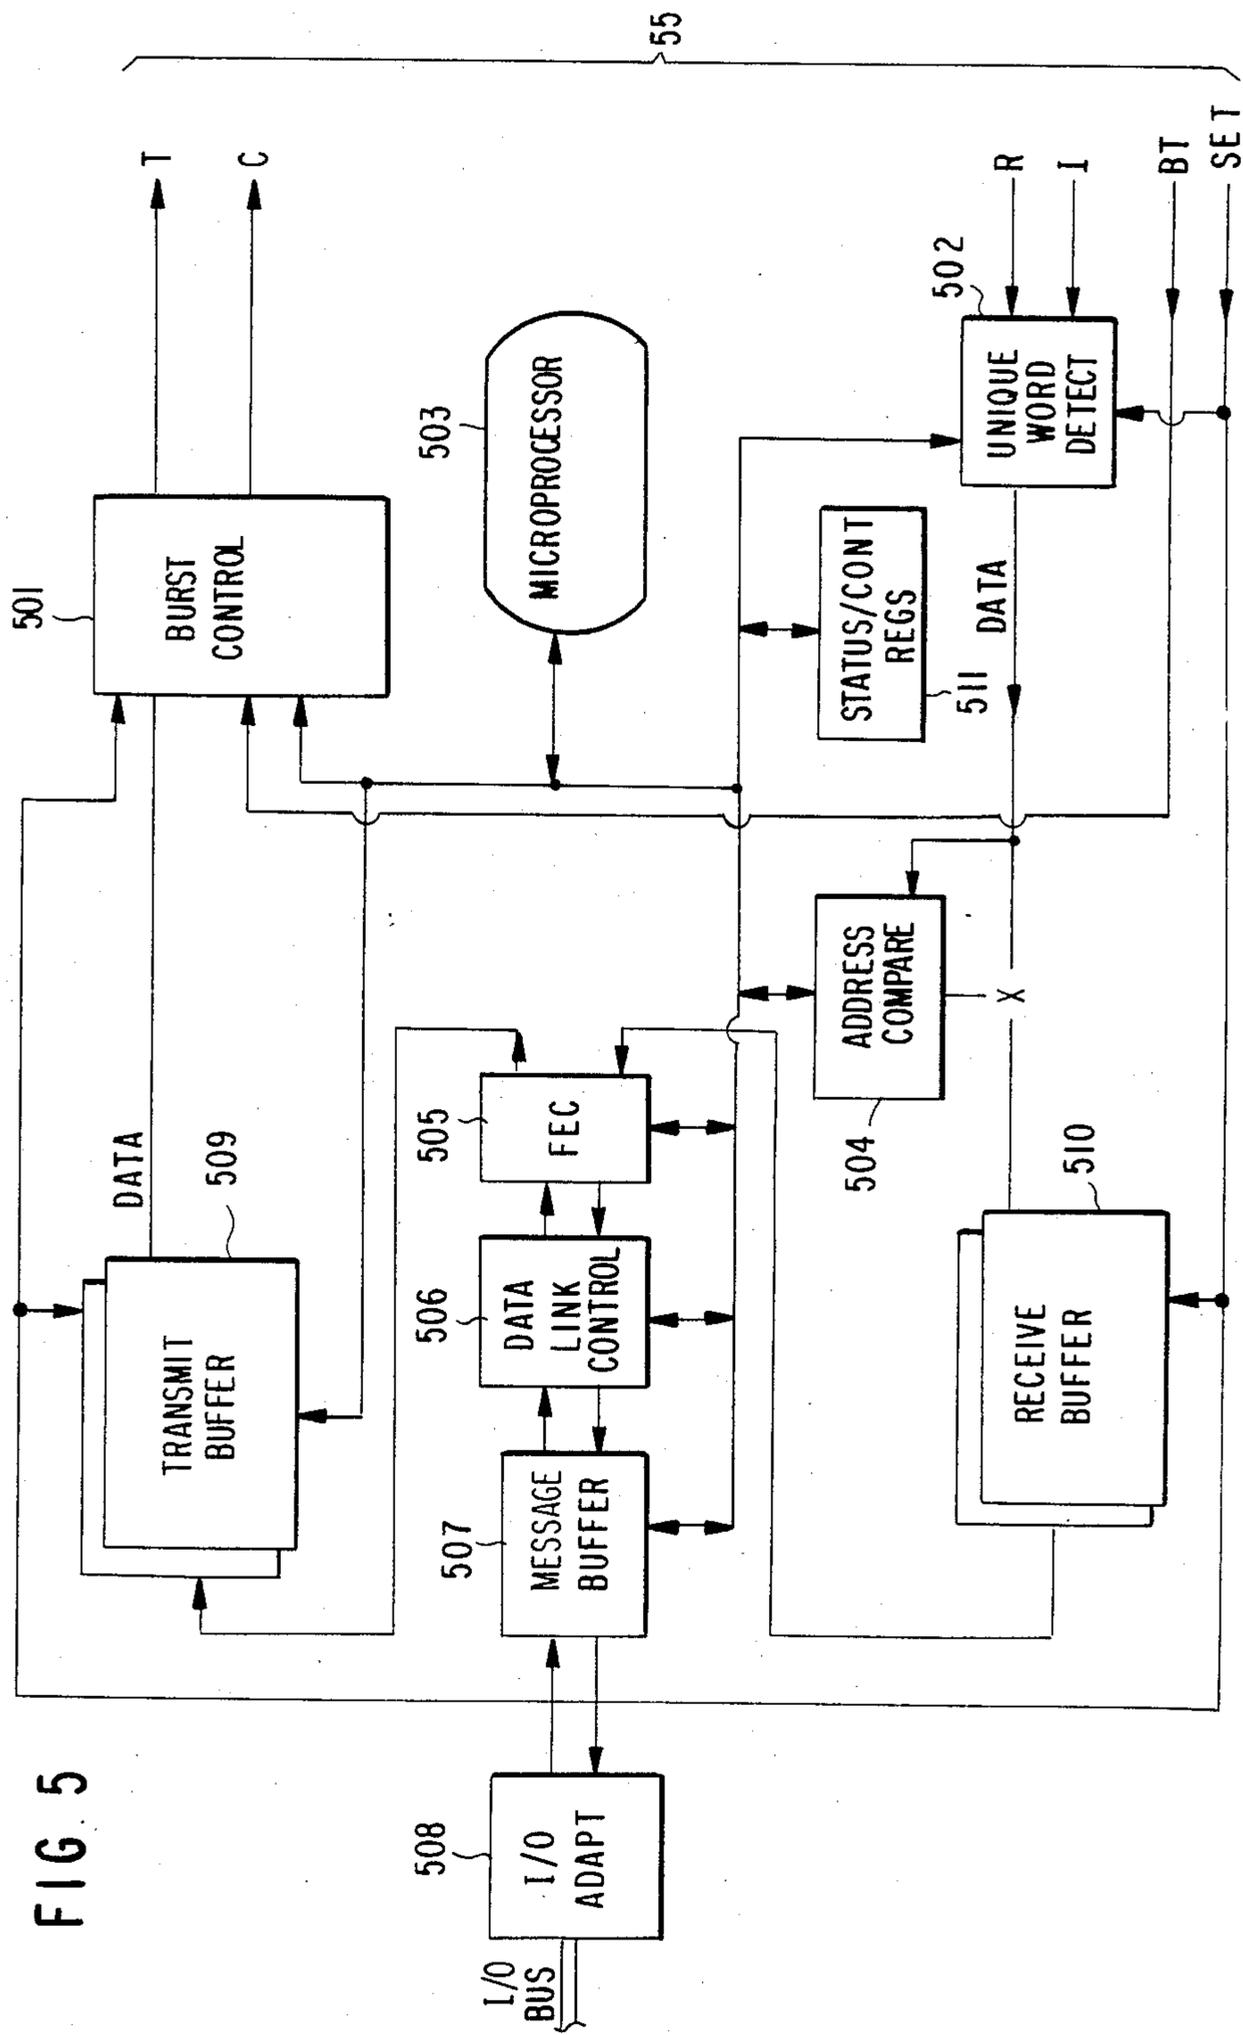 FIG. 5
55
T
C
501
BURST
CONTROL
503
MICROPROCESSOR
502
R
I
BT
SET
UNIQUE
WORD
DETECT
STATUS/CONT
REGS
511
DATA
DATA
509
TRANSMIT
BUFFER
505
FEC
506
DATA
LINK
CONTROL
507
MESSAGE
BUFFER
504
ADDRESS
COMPARE
X
510
RECEIVE
BUFFER
508
I/O
ADAPT
I/O
BUS